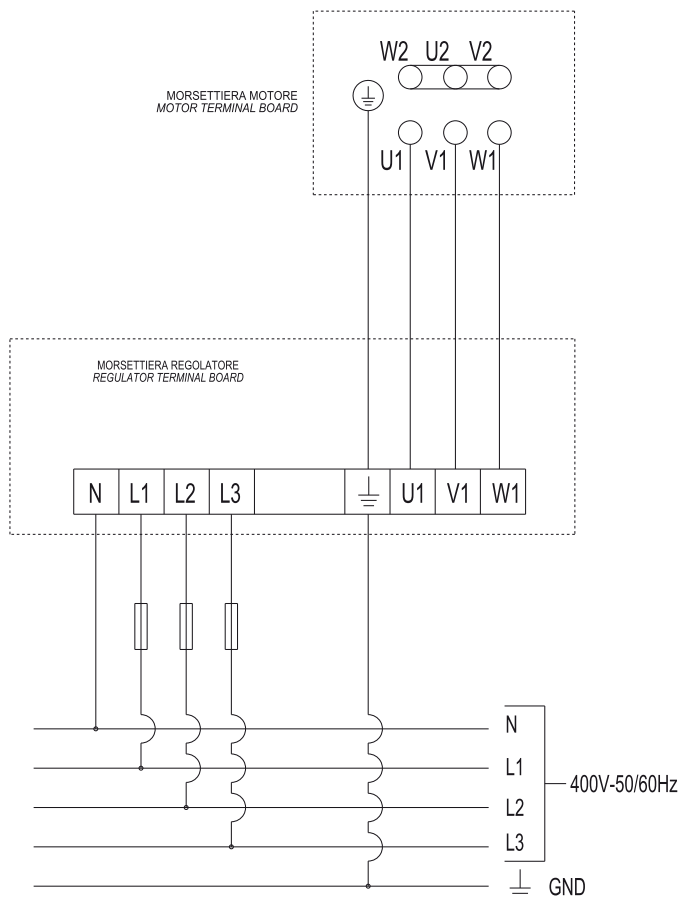 W2 U2 V2
MORSETTIERA MOTORE
MOTOR TERMINAL BOARD
U1 V1 W1
MORSETTIERA REGOLATORE
REGULATOR TERMINAL BOARD
N L1 L2 L3 U1 V1 W1
N
L1
400V-50/60Hz
L2
L3
GND